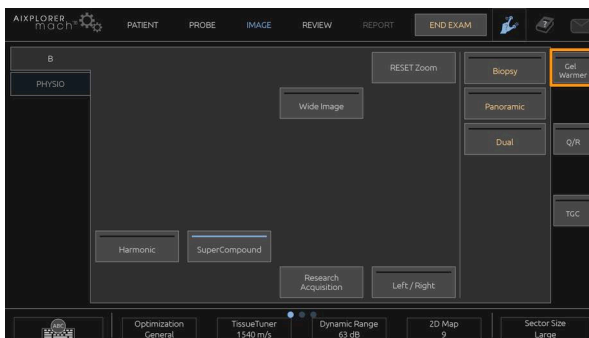 AIXPLORER
mach
PATIENT
PROBE
IMAGE
REVIEW
REPORT
END EXAM
B
PHYSIO
RESET Zoom
Biopsy
Gel
Warmer
Wide Image
Panoramic
Dual
Q/R
TGC
Harmonic
SuperCompound
Research
Acquisition
Left / Right
ABC
Optimization
General
TissueTuner
1540 m/s
Dynamic Range
63 dB
2D Map
9
Sector Size
Large